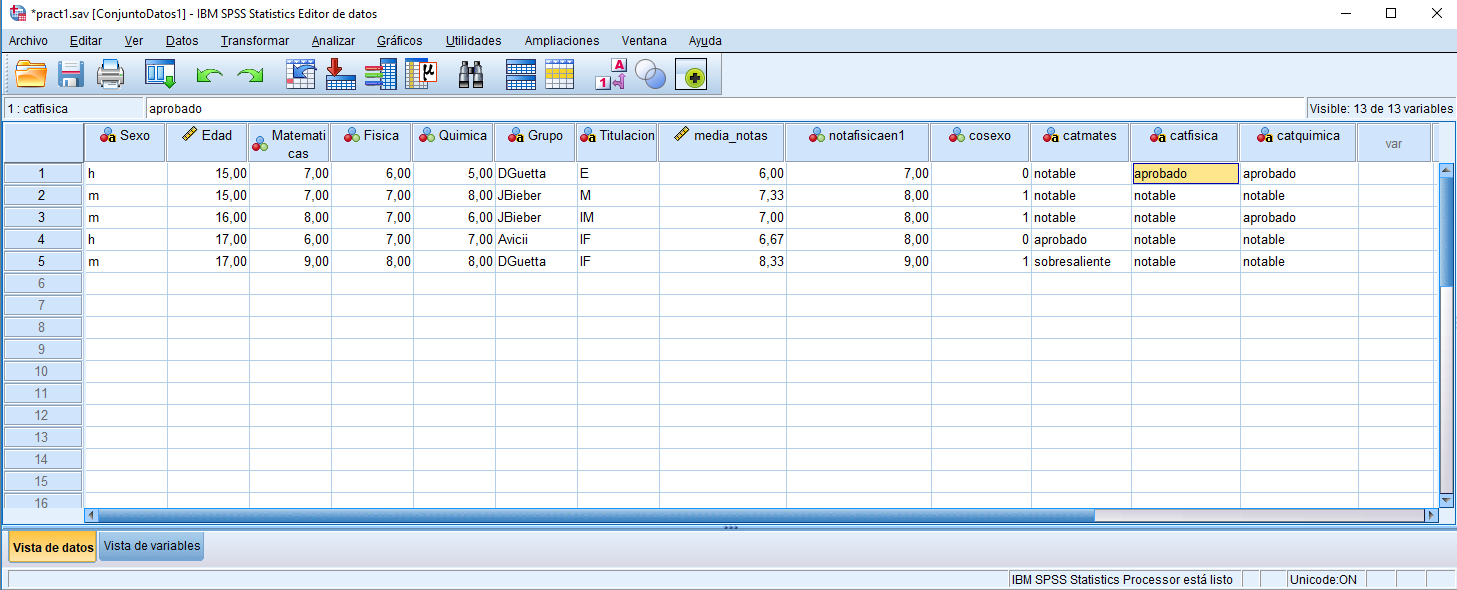 *pract1.sav [ConjuntoDatos1] - IBM SPSS Statistics Editor de datos
Archivo Editar Ver Datos Transformar Analizar Gráficos Utilidades Ampliaciones Ventana Ayuda
1 : catfisica aprobado Visible: 13 de 13 variables
Sexo Edad Matemati cas Fisica Quimica Grupo Titulacion media_notas notafisicaen1 cosexo catmates catfisica catquimica var
1 h 15,00 7,00 6,00 5,00 DGuetta E 6,00 7,00 0 notable aprobado aprobado
2 m 15,00 7,00 7,00 8,00 JBieber M 7,33 8,00 1 notable notable notable
3 m 16,00 8,00 7,00 6,00 JBieber IM 7,00 8,00 1 notable notable aprobado
4 h 17,00 6,00 7,00 7,00 Avicii IF 6,67 8,00 0 aprobado notable notable
5 m 17,00 9,00 8,00 8,00 DGuetta IF 8,33 9,00 1 sobresaliente notable notable
6
7
8
9
10
11
12
13
14
15
16
Vista de datos Vista de variables
IBM SPSS Statistics Processor está listo Unicode:ON